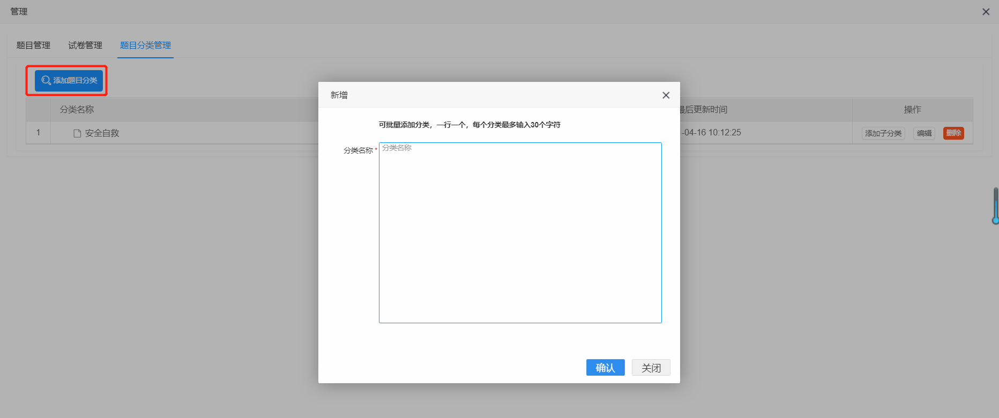 管理
题目管理 试卷管理 题目分类管理
添加题目分类
新增
分类名称 最后更新时间 操作
可批量添加分类，一行一个，每个分类最多输入30个字符
1 安全自救 -04-16 10:12:25 添加子分类 编辑 删除
分类名称* 分类名称
确认 关闭